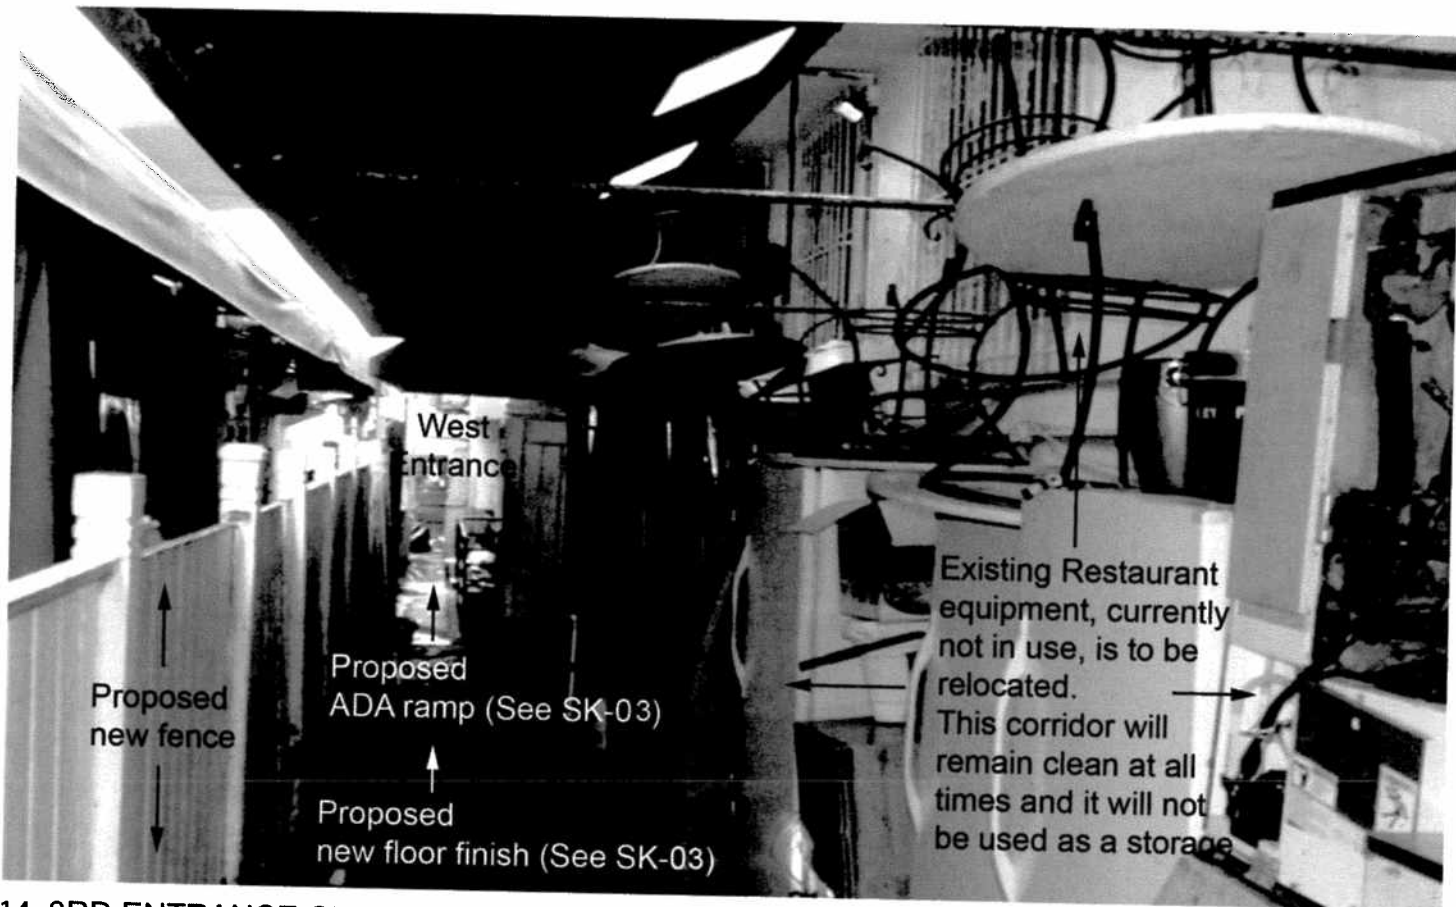 West
Entrance
Existing Restaurant
equipment, currently
not in use, is to be
relocated.
This corridor will
remain clean at all
times and it will not
be used as a storage
Proposed
ADA ramp (See SK-03)
Proposed
new fence
Proposed
new floor finish (See SK-03)
ENTRANCE